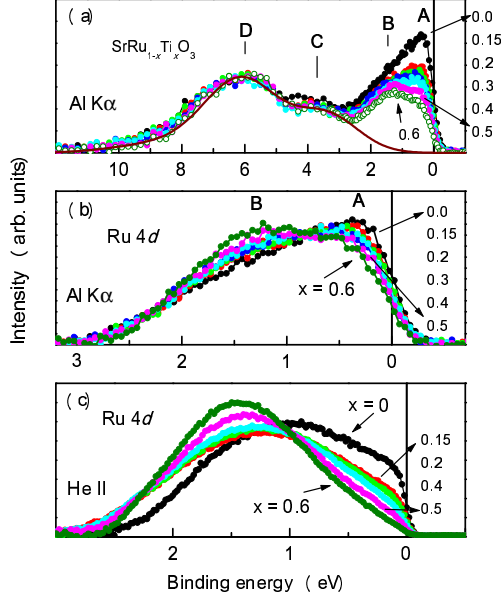 ( a )
D
C
B
A
0.0
0.15
0.2
0.3
0.4
0.5
0.6
SrRu1-xTixO3
Al Kα
10 8 6 4 2 0
( b )
B
A
Ru 4d
0.0
0.15
0.2
0.3
0.4
0.5
x = 0.6
Al Kα
3 2 1 0
( c )
Ru 4d
x = 0
0.15
0.2
0.4
0.5
x = 0.6
He II
2 1 0
Binding energy ( eV)
Intensity ( arb. units)